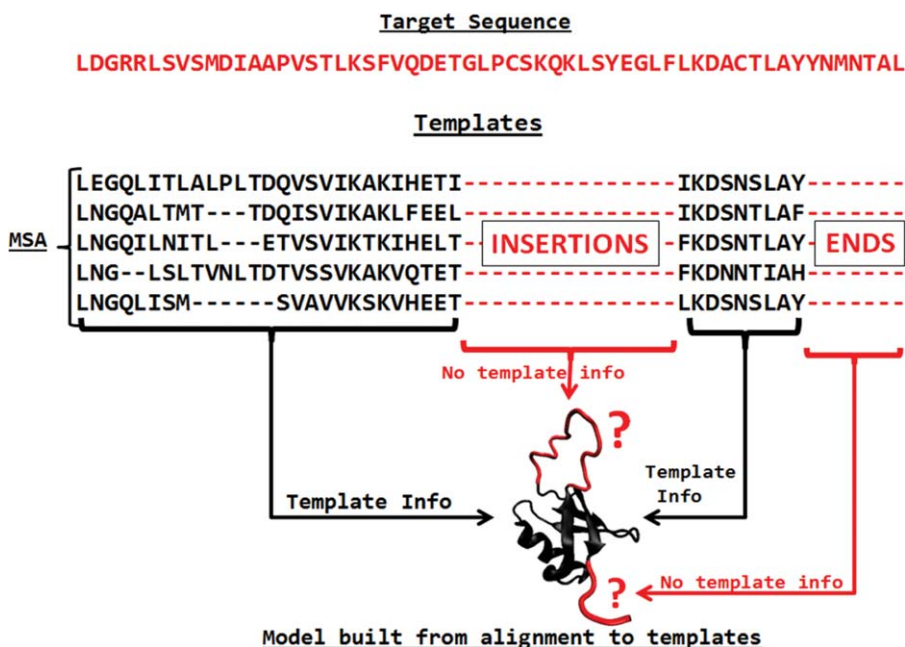 Target Sequence
LDGRRLSVSMDIAAPVSTLKSFVQDETGLPCSKQKLSYEGLFLKDACTLAYYNMNTAL
Templates
LEGQLITLALPLTDQVSVIKAKIHETI---------------IKDSNSLAY-------
LNGQALTMT---TDQISVIKAKLFEEL---------------IKDSNTLAF-------
MSA LNGQILNITL---ETVSVIKTKIHELT- INSERTIONS -FKDSNTLAY- ENDS
LNG--LSLTVNLTDTVSSVKAKVQTET---------------FKDNNTIAH-------
LNGQLISM------SVAVVKSKVHEET---------------LKDSNSLAY-------
No template info
?
Template Info
Template
Info
No template info
?
Model built from alignment to templates